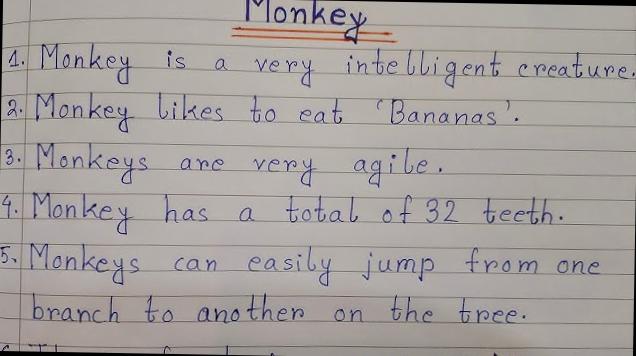 Monkey
1. Monkey is a very intelligent creature.
2. Monkey likes to eat 'Bananas'.
3. Monkeys are very agile.
4. Monkey has a total of 32 teeth.
5. Monkeys can easily jump from one
branch to another on the tree.